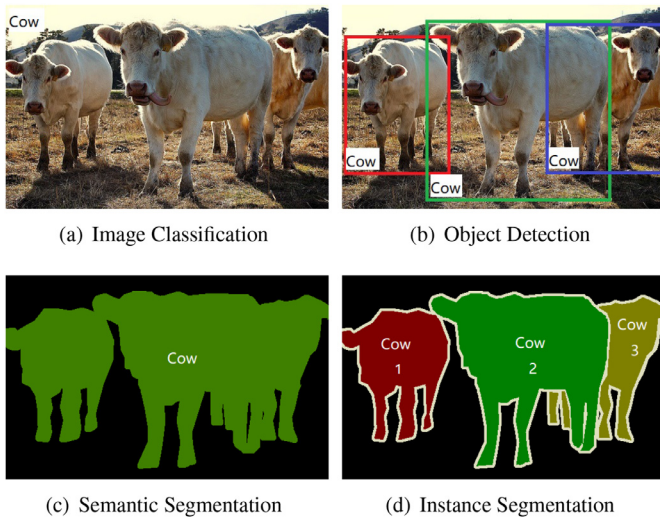 Cow
Cow
Cow
Cow
(a) Image Classification
(b) Object Detection
Cow
Cow
1
Cow
2
Cow
3
(c) Semantic Segmentation
(d) Instance Segmentation